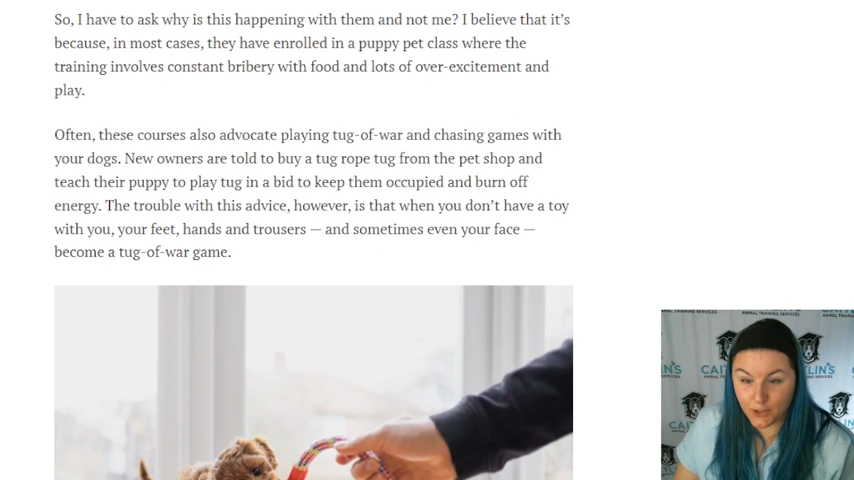 So, I have to ask why is this happening with them and not me? I believe that it’s
because, in most cases, they have enrolled in a puppy pet class where the
training involves constant bribery with food and lots of over-excitement and
play.
Often, these courses also advocate playing tug-of-war and chasing games with
your dogs. New owners are told to buy a tug rope tug from the pet shop and
teach their puppy to play tug in a bid to keep them occupied and burn off
energy. The trouble with this advice, however, is that when you don’t have a toy
with you, your feet, hands and trousers — and sometimes even your face —
become a tug-of-war game.
ANIMAL TRAINING SERVICES